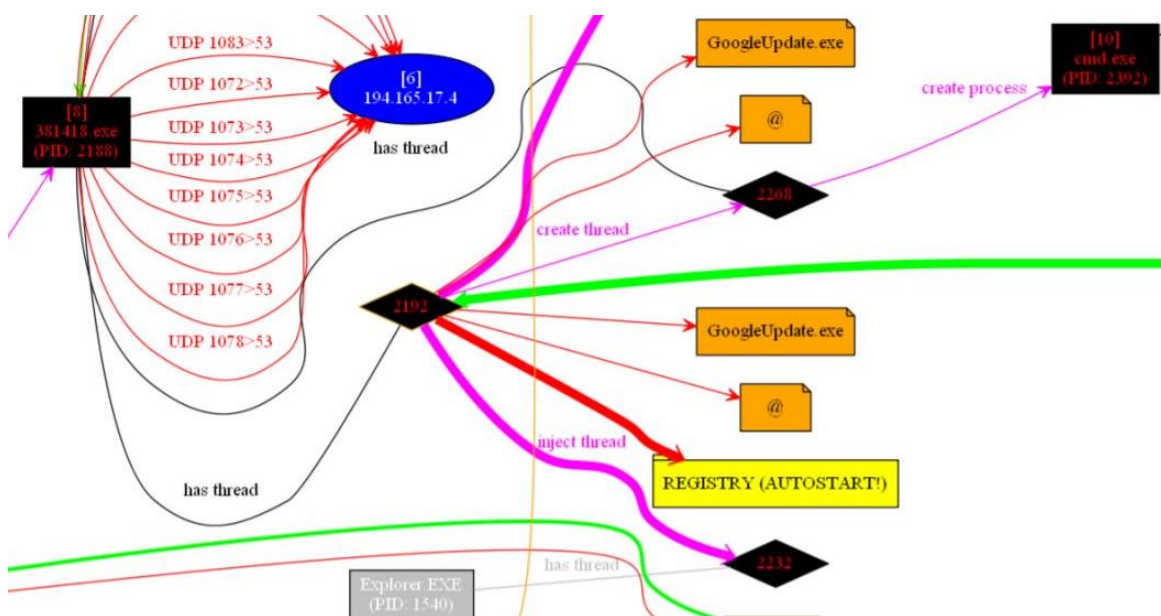 UDP 1083>53
UDP 1072>53
UDP 1073>53
UDP 1074>53
UDP 1075>53
UDP 1076>53
UDP 1077>53
UDP 1078>53
[8]
381418.exe
(PID: 2188)
[6]
194.165.17.4
has thread
has thread
GoogleUpdate.exe
@
[10]
cmd.exe
(PID: 2392)
create process
2268
create thread
2192
GoogleUpdate.exe
@
inject thread
REGISTRY (AUTOSTART!)
2232
has thread
Explorer.EXE
(PID: 1540)